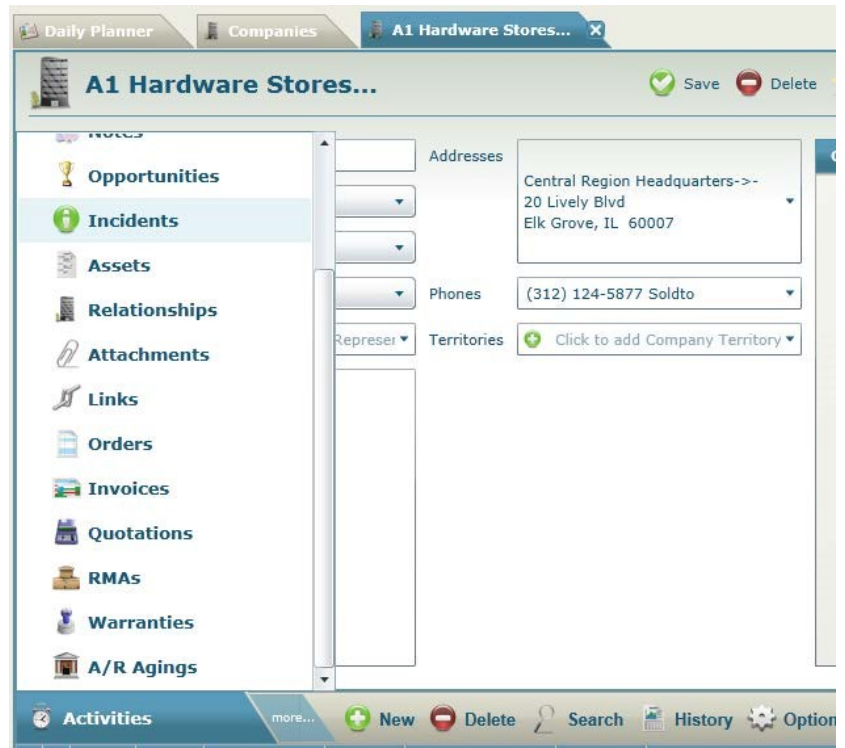 Daily Planner
Companies
A1 Hardware Stores...
A1 Hardware Stores...
Save
Delete
Notes
Opportunities
Incidents
Assets
Relationships
Attachments
Links
Orders
Invoices
Quotations
RMAs
Warranties
A/R Agings
Addresses
Central Region Headquarters->-
20 Lively Blvd
Elk Grove, IL 60007
Phones
(312) 124-5877 Soldto
Territories
Click to add Company Territory
Activities
more...
New
Delete
Search
History